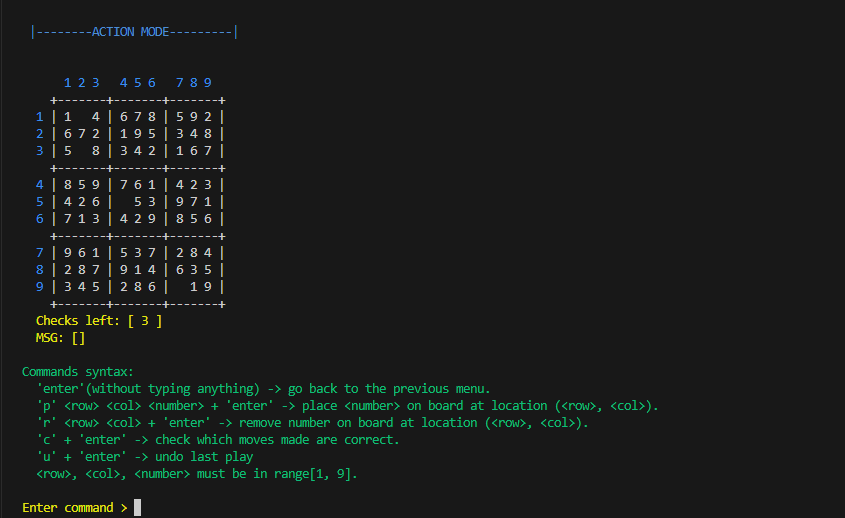 |--------ACTION MODE---------|
1 2 3   4 5 6   7 8 9
+-------+-------+-------+
1 | 1   4 | 6 7 8 | 5 9 2 |
2 | 6 7 2 | 1 9 5 | 3 4 8 |
3 | 5   8 | 3 4 2 | 1 6 7 |
+-------+-------+-------+
4 | 8 5 9 | 7 6 1 | 4 2 3 |
5 | 4 2 6 |   5 3 | 9 7 1 |
6 | 7 1 3 | 4 2 9 | 8 5 6 |
+-------+-------+-------+
7 | 9 6 1 | 5 3 7 | 2 8 4 |
8 | 2 8 7 | 9 1 4 | 6 3 5 |
9 | 3 4 5 | 2 8 6 |   1 9 |
+-------+-------+-------+
Checks left: [ 3 ]
MSG: []
Commands syntax:
'enter'(without typing anything) -> go back to the previous menu.
'p' <row> <col> <number> + 'enter' -> place <number> on board at location (<row>, <col>).
'r' <row> <col> + 'enter' -> remove number on board at location (<row>, <col>).
'c' + 'enter' -> check which moves made are correct.
'u' + 'enter' -> undo last play
<row>, <col>, <number> must be in range[1, 9].
Enter command >